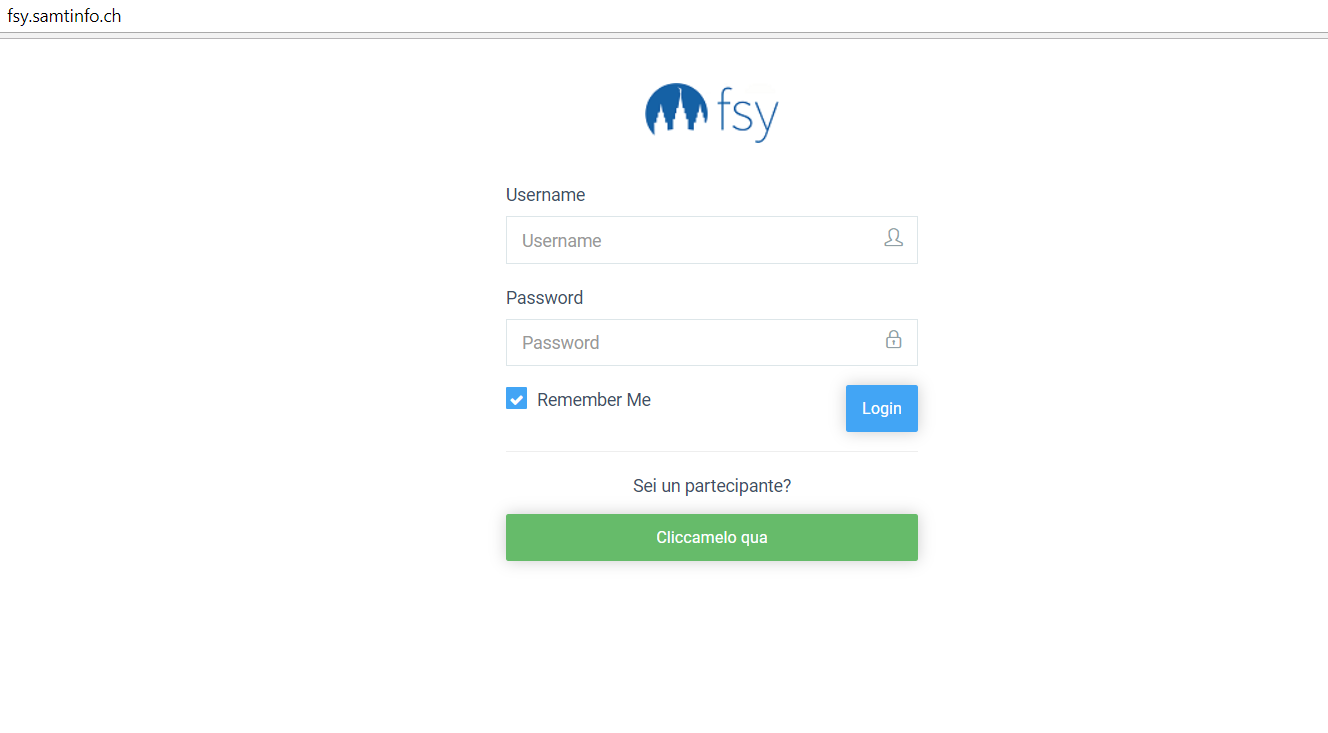 fsy.samtinfo.ch
fsy
Username
Username
Password
Password
Remember Me
Login
Sei un partecipante?
Cliccamelo qua